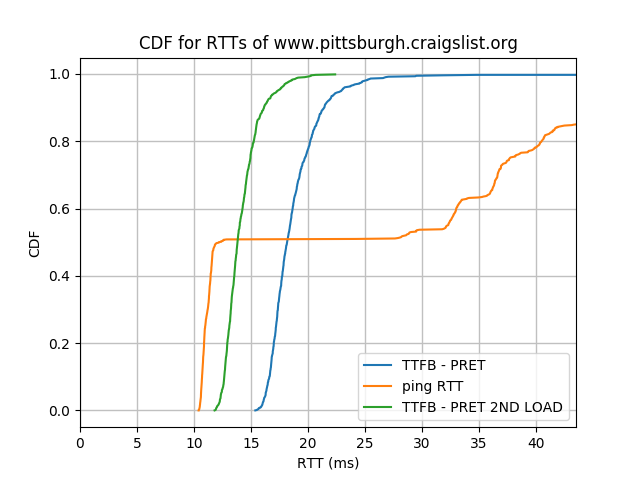 CDF for RTTs of www.pittsburgh.craigslist.org
CDF
1.0
0.8
0.6
0.4
0.2
0.0
TTFB - PRET
ping RTT
TTFB - PRET 2ND LOAD
0 5 10 15 20 25 30 35 40
RTT (ms)